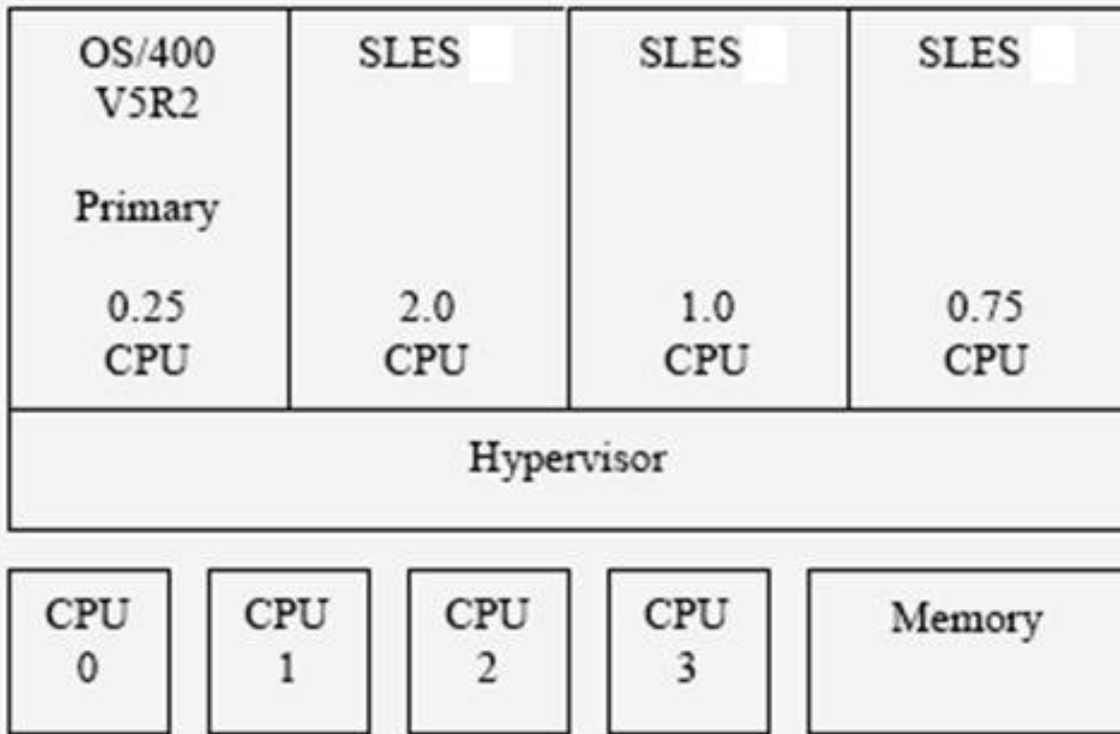 OS/400
V5R2
Primary
0.25
CPU
SLES
2.0
CPU
SLES
1.0
CPU
SLES
0.75
CPU
Hypervisor
CPU
0
CPU
1
CPU
2
CPU
3
Memory